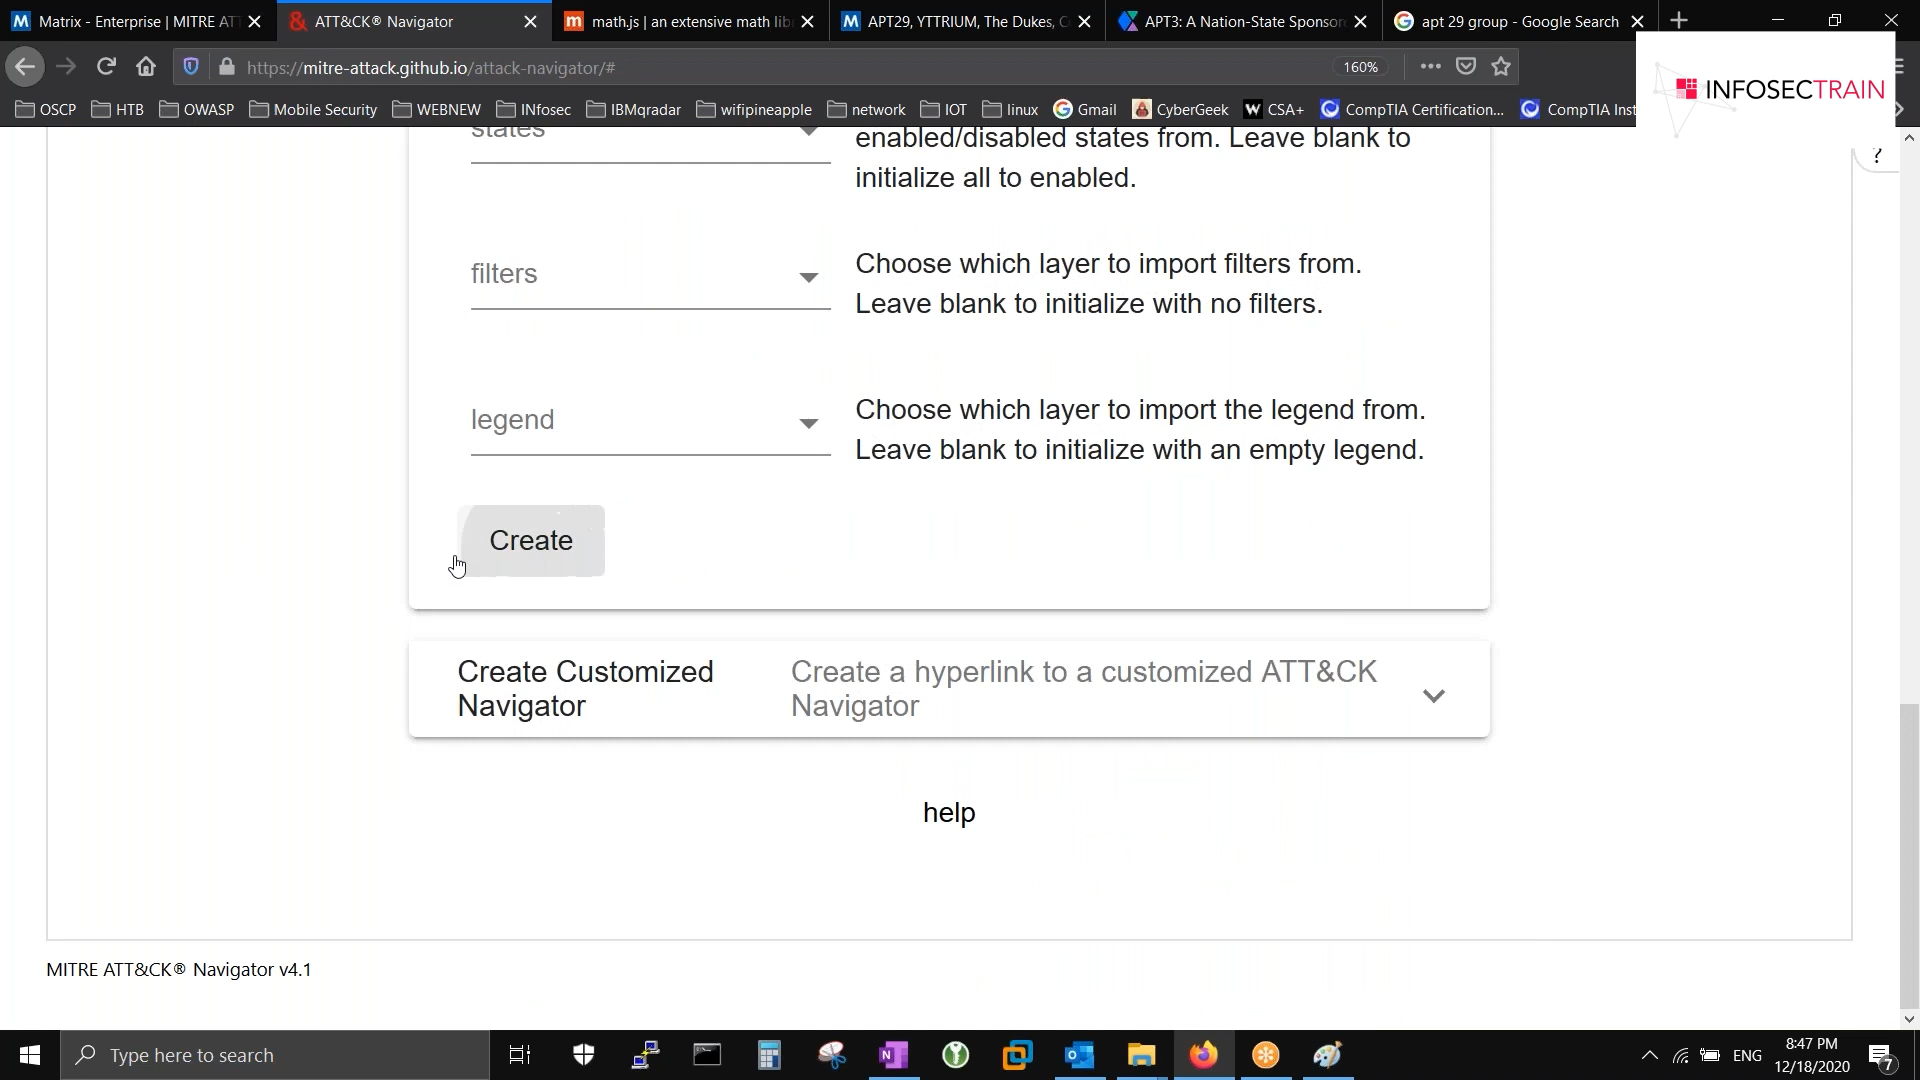 Matrix - Enterprise | MITRE AT
ATT&CK® Navigator
math.js | an extensive math lib
APT29, YTTRIUM, The Dukes, C
APT3: A Nation-State Sponsor
apt 29 group - Google Search
https://mitre-attack.github.io/attack-navigator/#
160%
INFOSECTRAIN
OSCP
HTB
OWASP
Mobile Security
WEBNEW
INfosec
IBMqradar
wifipineapple
network
IOT
linux
Gmail
CyberGeek
CSA+
CompTIA Certification...
CompTIA Inst
?
states
enabled/disabled states from. Leave blank to
initialize all to enabled.
filters
Choose which layer to import filters from.
Leave blank to initialize with no filters.
legend
Choose which layer to import the legend from.
Leave blank to initialize with an empty legend.
Create
Create Customized
Navigator
Create a hyperlink to a customized ATT&CK
Navigator
help
MITRE ATT&CK® Navigator v4.1
Type here to search
ENG
8:47 PM
12/18/2020
7